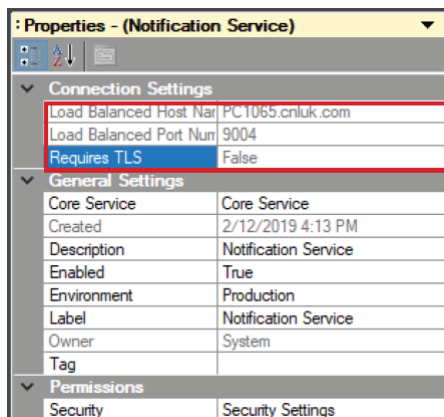 Properties - (Notification Service)
Connection Settings
Load Balanced Host Nar PC1065.cnluk.com
Load Balanced Port Num 9004
Requires TLS False
General Settings
Core Service Core Service
Created 2/12/2019 4:13 PM
Description Notification Service
Enabled True
Environment Production
Label Notification Service
Owner System
Tag
Permissions
Security Security Settings